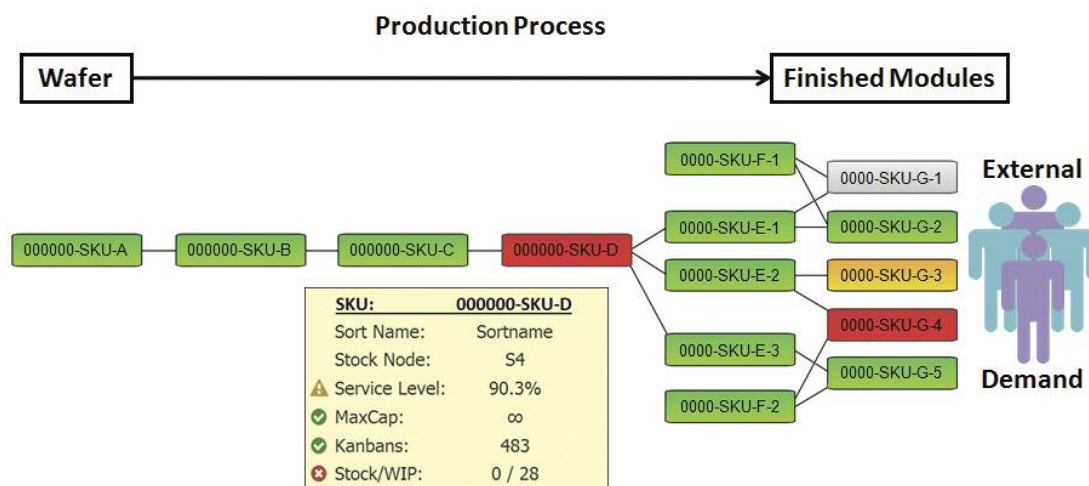 Production Process
Wafer
Finished Modules
0000-SKU-F-1
0000-SKU-G-1
External
000000-SKU-A
000000-SKU-B
000000-SKU-C
000000-SKU-D
0000-SKU-E-1
0000-SKU-G-2
0000-SKU-E-2
0000-SKU-G-3
0000-SKU-G-4
0000-SKU-E-3
0000-SKU-G-5
0000-SKU-F-2
Demand
SKU: 000000-SKU-D
Sort Name: Sortname
Stock Node: S4
Service Level: 90.3%
MaxCap: ∞
Kanbans: 483
Stock/WIP: 0 / 28